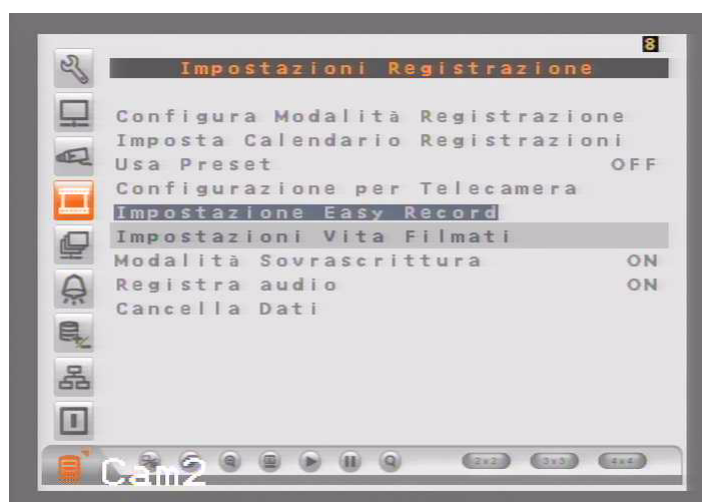 8
Impostazioni Registrazione
Configura Modalità Registrazione
Imposta Calendario Registrazioni
Usa Preset OFF
Configurazione per Telecamera
Impostazione Easy Record
Impostazioni Vita Filmati
Modalità Sovrascrittura ON
Registra audio ON
Cancella Dati
Cam2
2x2 3x3 4x4